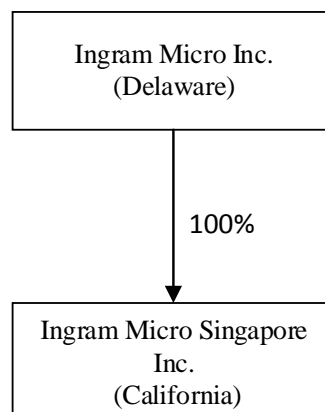 Ingram Micro Inc.
(Delaware)
100%
Ingram Micro Singapore
Inc.
(California)